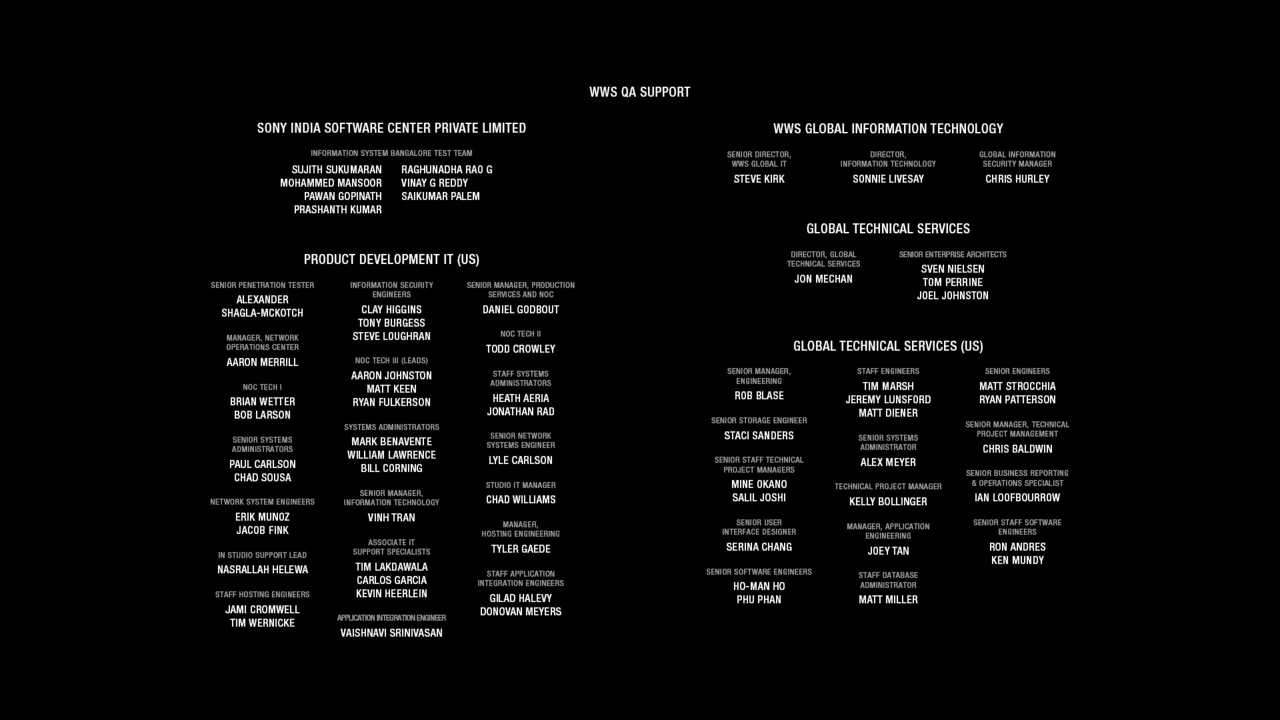 WWS QA SUPPORT
SONY INDIA SOFTWARE CENTER PRIVATE LIMITED
INFORMATION SYSTEM BANGALORE TEST TEAM
SUJITH SUKUMARAN
MOHAMMED MANSOOR
PAWAN GOPINATH
PRASHANTH KUMAR
RAGHUNADHA RAO G
VINAY G REDDY
SAIKUMAR PALEM
PRODUCT DEVELOPMENT IT (US)
SENIOR PENETRATION TESTER
ALEXANDER
SHAGLA-MCKOTCH
MANAGER, NETWORK
OPERATIONS CENTER
AARON MERRILL
NOC TECH I
BRIAN WETTER
BOB LARSON
SENIOR SYSTEMS
ADMINISTRATORS
PAUL CARLSON
CHAD SOUSA
NETWORK SYSTEM ENGINEERS
ERIK MUNOZ
JACOB FINK
IN STUDIO SUPPORT LEAD
NASRALLAH HELEWA
STAFF HOSTING ENGINEERS
JAMI CROMWELL
TIM WERNICKE
INFORMATION SECURITY
ENGINEERS
CLAY HIGGINS
TONY BURGESS
STEVE LOUGHRAN
NOC TECH III (LEADS)
AARON JOHNSTON
MATT KEEN
RYAN FULKERSON
SYSTEMS ADMINISTRATORS
MARK BENAVENTE
WILLIAM LAWRENCE
BILL CORNING
SENIOR MANAGER,
INFORMATION TECHNOLOGY
VINH TRAN
ASSOCIATE IT
SUPPORT SPECIALISTS
TIM LAKDAWALA
CARLOS GARCIA
KEVIN HEERLEIN
APPLICATION INTEGRATION ENGINEER
VAISHNAVI SRINIVASAN
SENIOR MANAGER, PRODUCTION
SERVICES AND NOC
DANIEL GODBOUT
NOC TECH II
TODD CROWLEY
STAFF SYSTEMS
ADMINISTRATORS
HEATH AERIA
JONATHAN RAD
SENIOR NETWORK
SYSTEMS ENGINEER
LYLE CARLSON
STUDIO IT MANAGER
CHAD WILLIAMS
MANAGER,
HOSTING ENGINEERING
TYLER GAEDE
STAFF APPLICATION
INTEGRATION ENGINEERS
GILAD HALEVY
DONOVAN MEYERS
WWS GLOBAL INFORMATION TECHNOLOGY
SENIOR DIRECTOR,
WWS GLOBAL IT
STEVE KIRK
DIRECTOR,
INFORMATION TECHNOLOGY
SONNIE LIVESAY
GLOBAL INFORMATION
SECURITY MANAGER
CHRIS HURLEY
GLOBAL TECHNICAL SERVICES
DIRECTOR, GLOBAL
TECHNICAL SERVICES
JON MECHAN
SENIOR ENTERPRISE ARCHITECTS
SVEN NIELSEN
TOM PERRINE
JOEL JOHNSTON
GLOBAL TECHNICAL SERVICES (US)
SENIOR MANAGER,
ENGINEERING
ROB BLASE
SENIOR STORAGE ENGINEER
STACI SANDERS
SENIOR STAFF TECHNICAL
PROJECT MANAGERS
MINE OKANO
SALIL JOSHI
SENIOR USER
INTERFACE DESIGNER
SERINA CHANG
SENIOR SOFTWARE ENGINEERS
HO-MAN HO
PHU PHAN
STAFF ENGINEERS
TIM MARSH
JEREMY LUNSFORD
MATT DIENER
SENIOR SYSTEMS
ADMINISTRATOR
ALEX MEYER
TECHNICAL PROJECT MANAGER
KELLY BOLLINGER
MANAGER, APPLICATION
ENGINEERING
JOEY TAN
STAFF DATABASE
ADMINISTRATOR
MATT MILLER
SENIOR ENGINEERS
MATT STROCCHIA
RYAN PATTERSON
SENIOR MANAGER, TECHNICAL
PROJECT MANAGEMENT
CHRIS BALDWIN
SENIOR BUSINESS REPORTING
& OPERATIONS SPECIALIST
IAN LOOFBOURROW
SENIOR STAFF SOFTWARE
ENGINEERS
RON ANDRES
KEN MUNDY